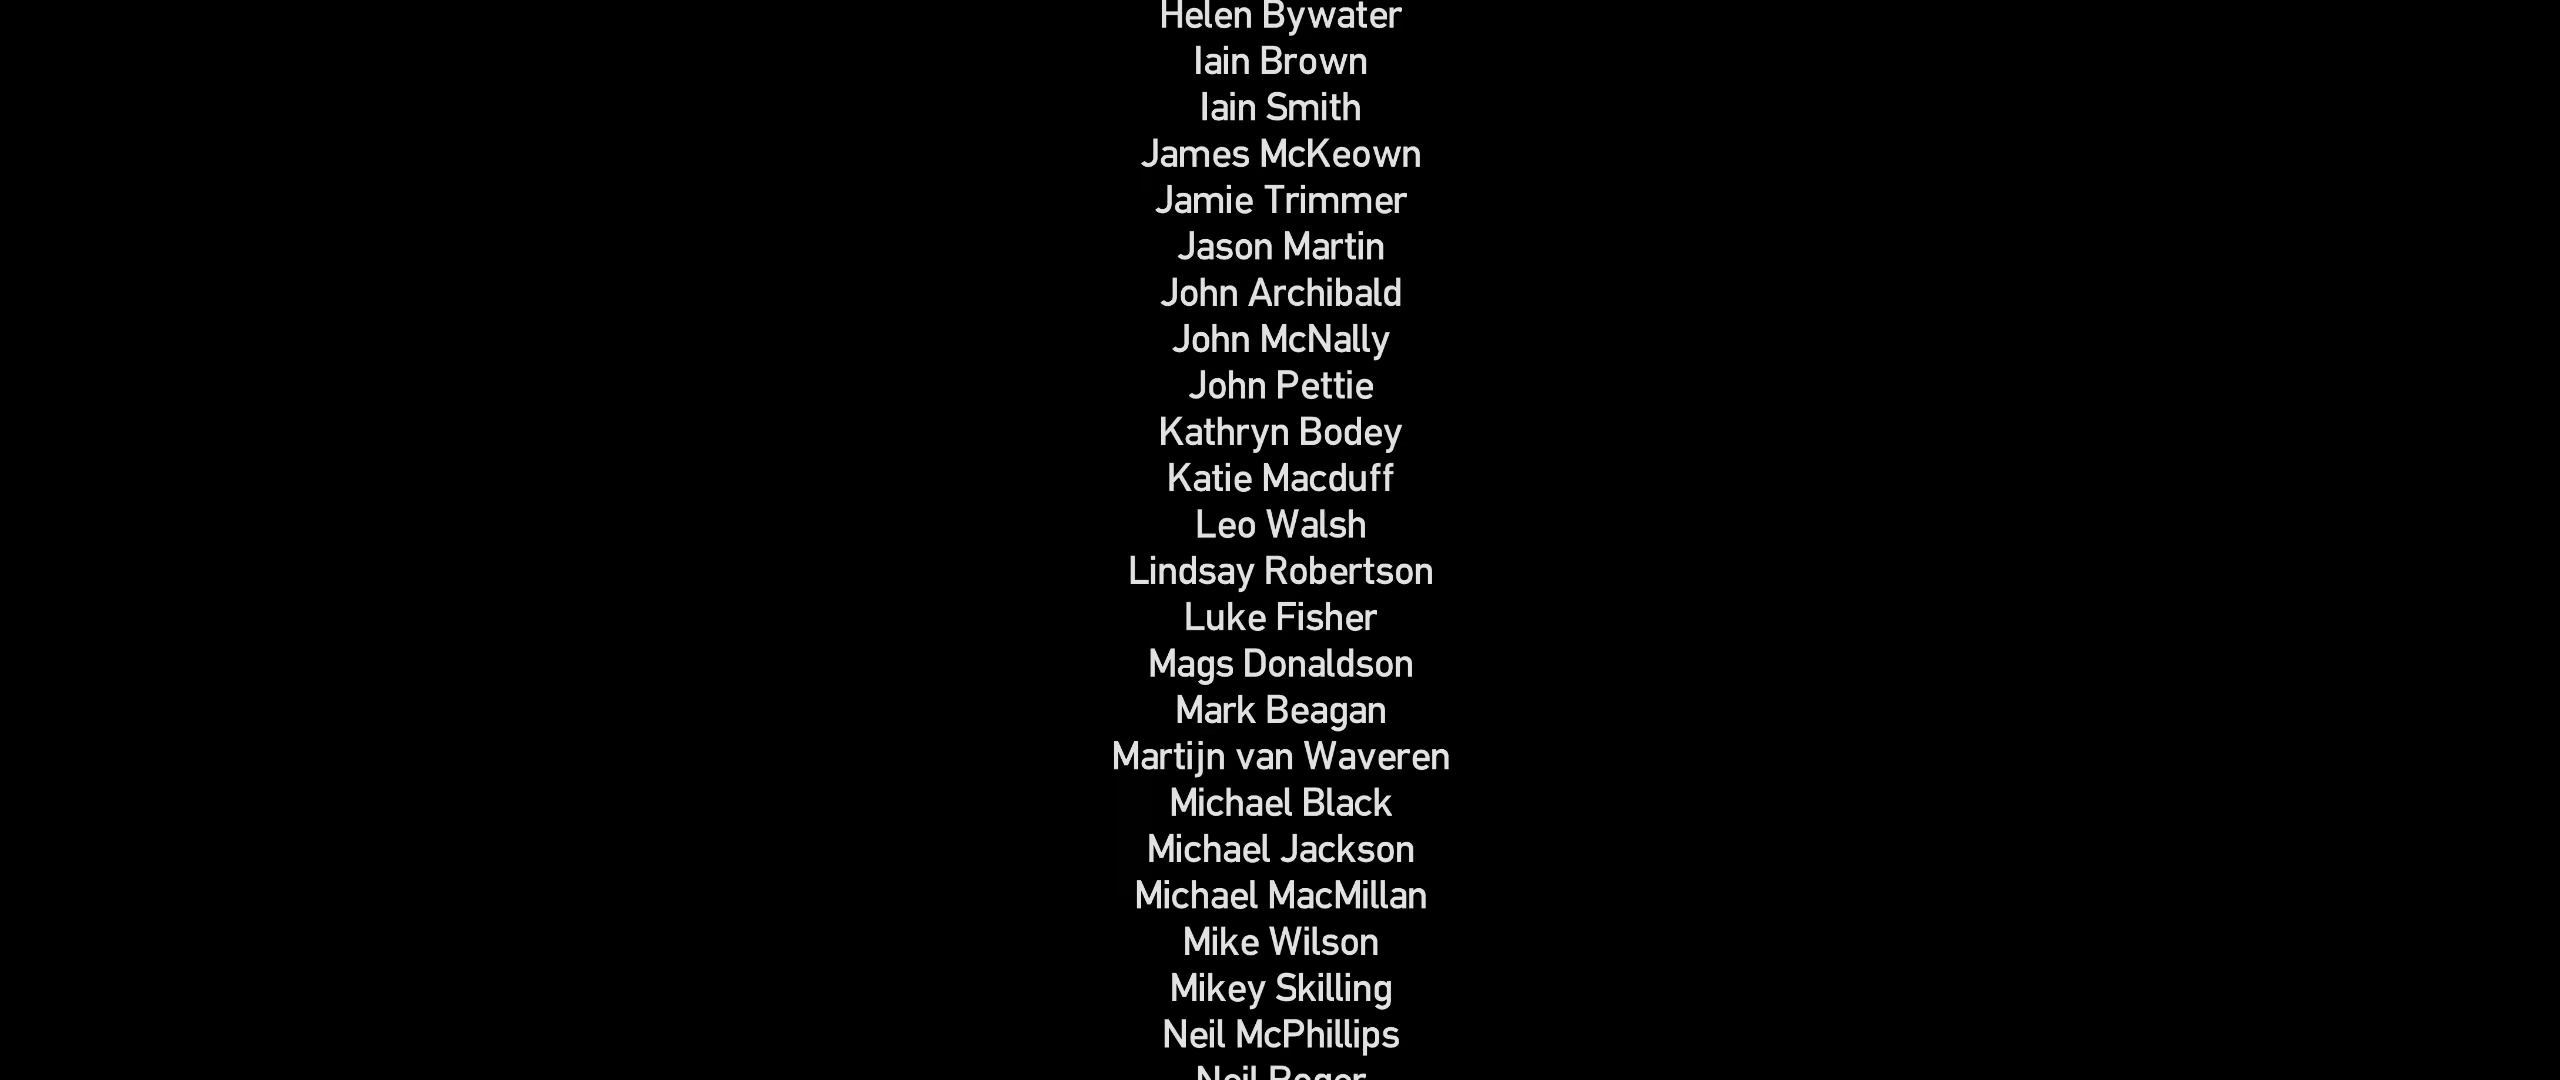 Helen Bywater
Iain Brown
Iain Smith
James McKeown
Jamie Trimmer
Jason Martin
John Archibald
John McNally
John Pettie
Kathryn Bodey
Katie Macduff
Leo Walsh
Lindsay Robertson
Luke Fisher
Mags Donaldson
Mark Beagan
Martijn van Waveren
Michael Black
Michael Jackson
Michael MacMillan
Mike Wilson
Mikey Skilling
Neil McPhillips
Neil